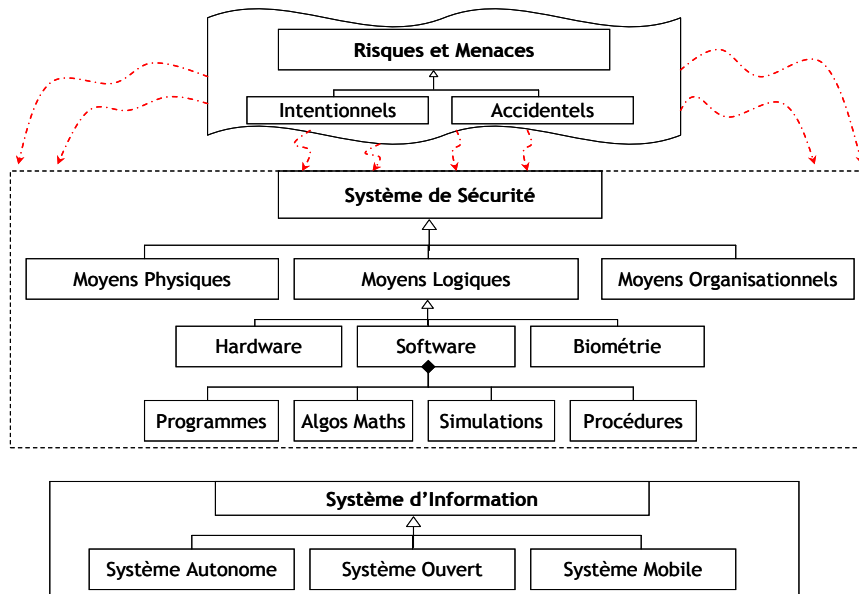 Risques et Menaces
Intentionnels
Accidentels
Système de Sécurité
Moyens Physiques
Moyens Logiques
Moyens Organisationnels
Hardware
Software
Biométrie
Programmes
Algos Maths
Simulations
Procédures
Système d'Information
Système Autonome
Système Ouvert
Système Mobile